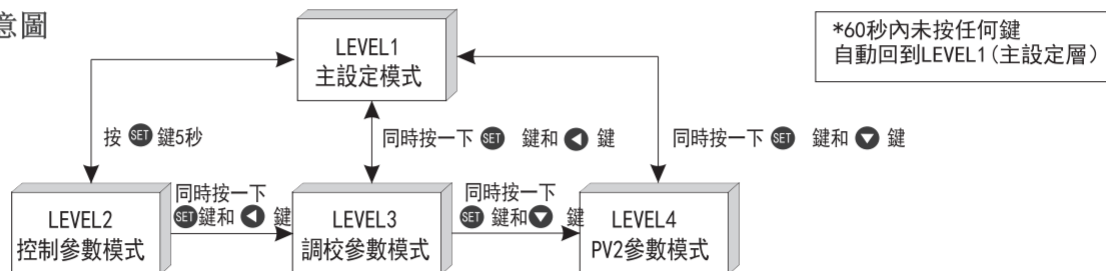 意圖
LEVEL1
主設定模式
*60秒內未按任何鍵
自動回到LEVEL1(主設定層)
按 SET 鍵5秒
同時按一下 SET 鍵和 鍵
同時按一下 SET 鍵和 鍵
LEVEL2
控制參數模式
同時按一下
SET鍵和 鍵
LEVEL3
調校參數模式
同時按一下
SET 鍵和 鍵
LEVEL4
PV2參數模式